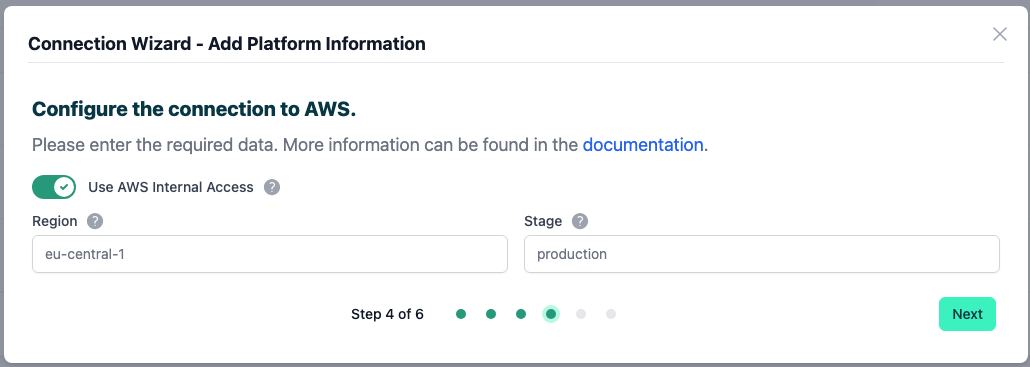 Connection Wizard - Add Platform Information
Configure the connection to AWS.
Please enter the required data. More information can be found in the documentation.
Use AWS Internal Access ?
Region ? Stage ?
eu-central-1 production
Step 4 of 6 Next